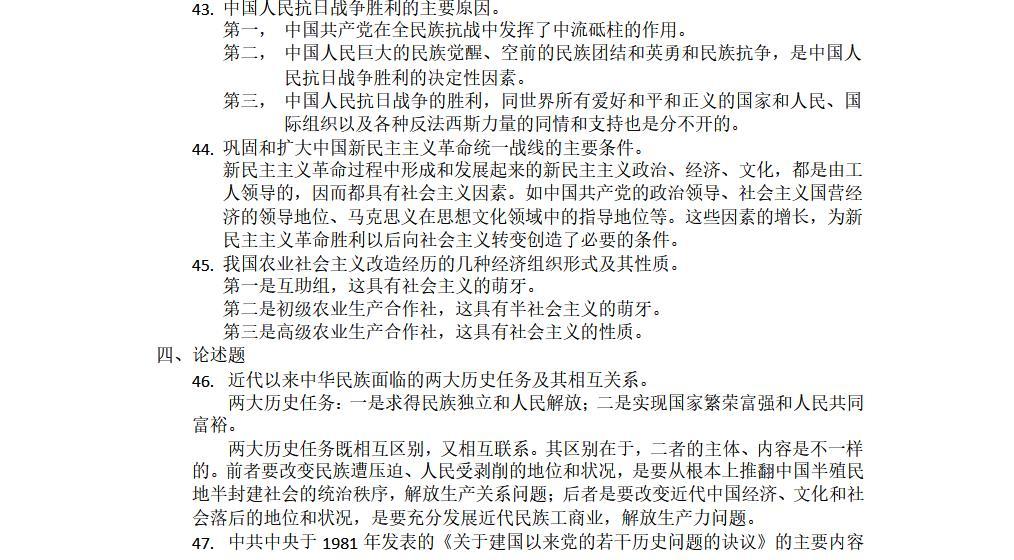 43. 中国人民抗日战争胜利的主要原因。
第一， 中国共产党在全民族抗战中发挥了中流砥柱的作用。
第二， 中国人民巨大的民族觉醒、空前的民族团结和英勇和民族抗争，是中国人
民抗日战争胜利的决定性因素。
第三， 中国人民抗日战争的胜利，同世界所有爱好和平和正义的国家和人民、国
际组织以及各种反法西斯力量的同情和支持也是分不开的。
44. 巩固和扩大中国新民主主义革命统一战线的主要条件。
新民主主义革命过程中形成和发展起来的新民主主义政治、经济、文化，都是由工
人领导的，因而都具有社会主义因素。如中国共产党的政治领导、社会主义国营经
济的领导地位、马克思义在思想文化领域中的指导地位等。这些因素的增长，为新
民主主义革命胜利以后向社会主义转变创造了必要的条件。
45. 我国农业社会主义改造经历的几种经济组织形式及其性质。
第一是互助组，这具有社会主义的萌牙。
第二是初级农业生产合作社，这具有半社会主义的萌牙。
第三是高级农业生产合作社，这具有社会主义的性质。
四、论述题
46. 近代以来中华民族面临的两大历史任务及其相互关系。
两大历史任务：一是求得民族独立和人民解放；二是实现国家繁荣富强和人民共同
富裕。
两大历史任务既相互区别，又相互联系。其区别在于，二者的主体、内容是不一样
的。前者要改变民族遭压迫、人民受剥削的地位和状况，是要从根本上推翻中国半殖民
地半封建社会的统治秩序，解放生产关系问题；后者是要改变近代中国经济、文化和社
会落后的地位和状况，是要充分发展近代民族工商业，解放生产力问题。
47. 中共中央于 1981 年发表的《关于建国以来党的若干历史问题的诀议》的主要内容